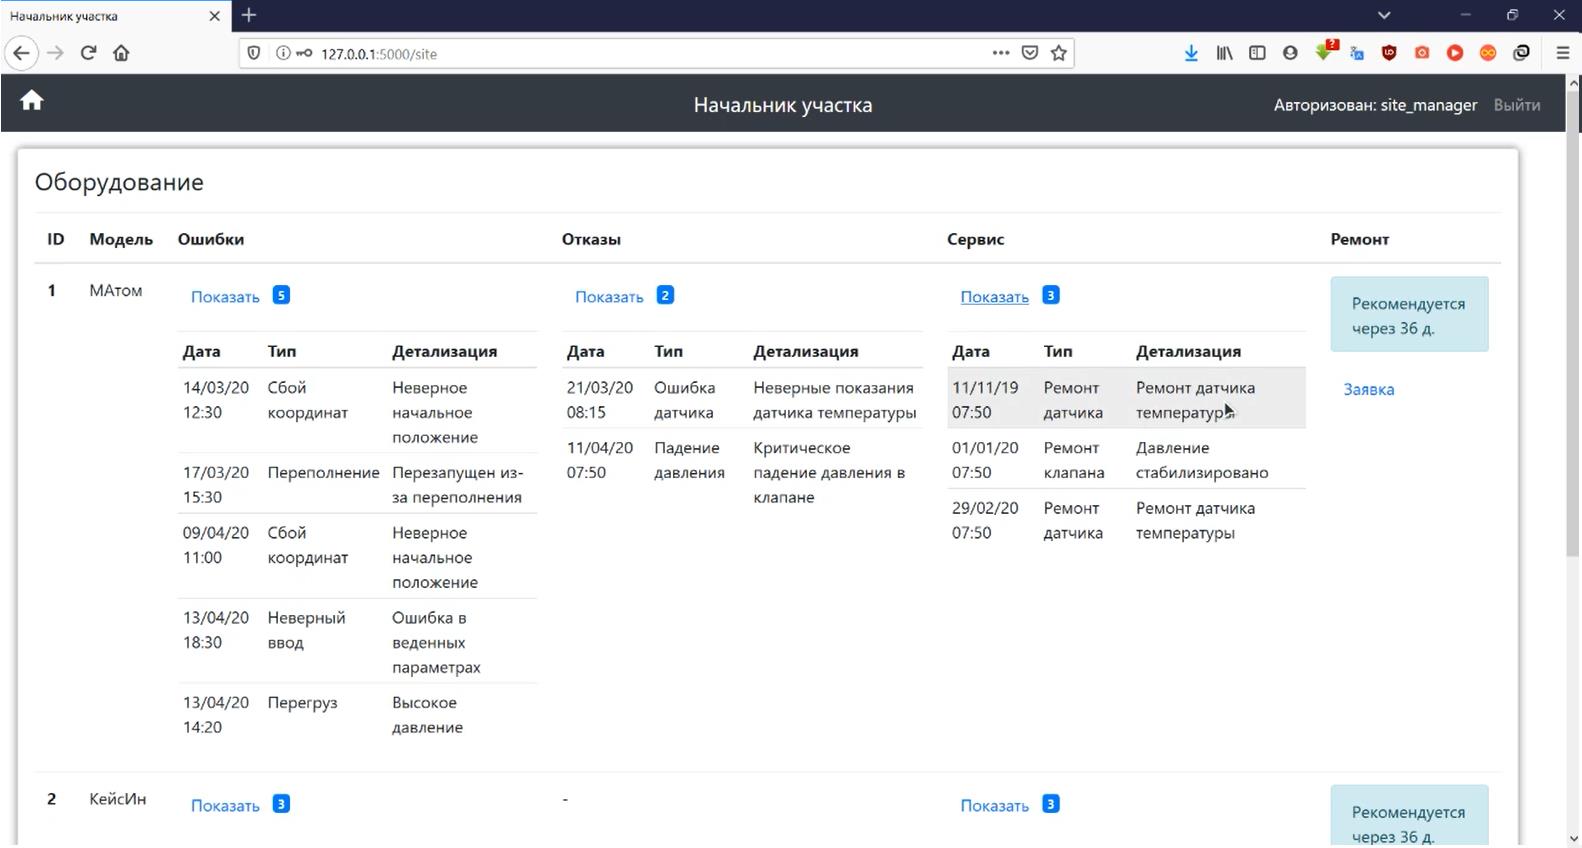 Начальник участка
127.0.0.1:5000/site
Начальник участка
Авторизован: site_manager Выйти
Оборудование
ID Модель Ошибки Отказы Сервис Ремонт
1 МАтом
Показать 5
Дата Тип Детализация
14/03/20 12:30 Сбой координат Неверное начальное положение
17/03/20 15:30 Переполнение Перезапущен из-за переполнения
09/04/20 11:00 Сбой координат Неверное начальное положение
13/04/20 18:30 Неверный ввод Ошибка в веденных параметрах
13/04/20 14:20 Перегруз Высокое давление
Показать 2
Дата Тип Детализация
21/03/20 08:15 Ошибка датчика Неверные показания датчика температуры
11/04/20 07:50 Падение давления Критическое падение давления в клапане
Показать 3
Дата Тип Детализация
11/11/19 07:50 Ремонт датчика Ремонт датчика температуры
01/01/20 07:50 Ремонт клапана Давление стабилизировано
29/02/20 07:50 Ремонт датчика Ремонт датчика температуры
Рекомендуется
через 36 д.
Заявка
2 КейсИн
Показать 3
-
Показать 3
Рекомендуется
через 36 д.